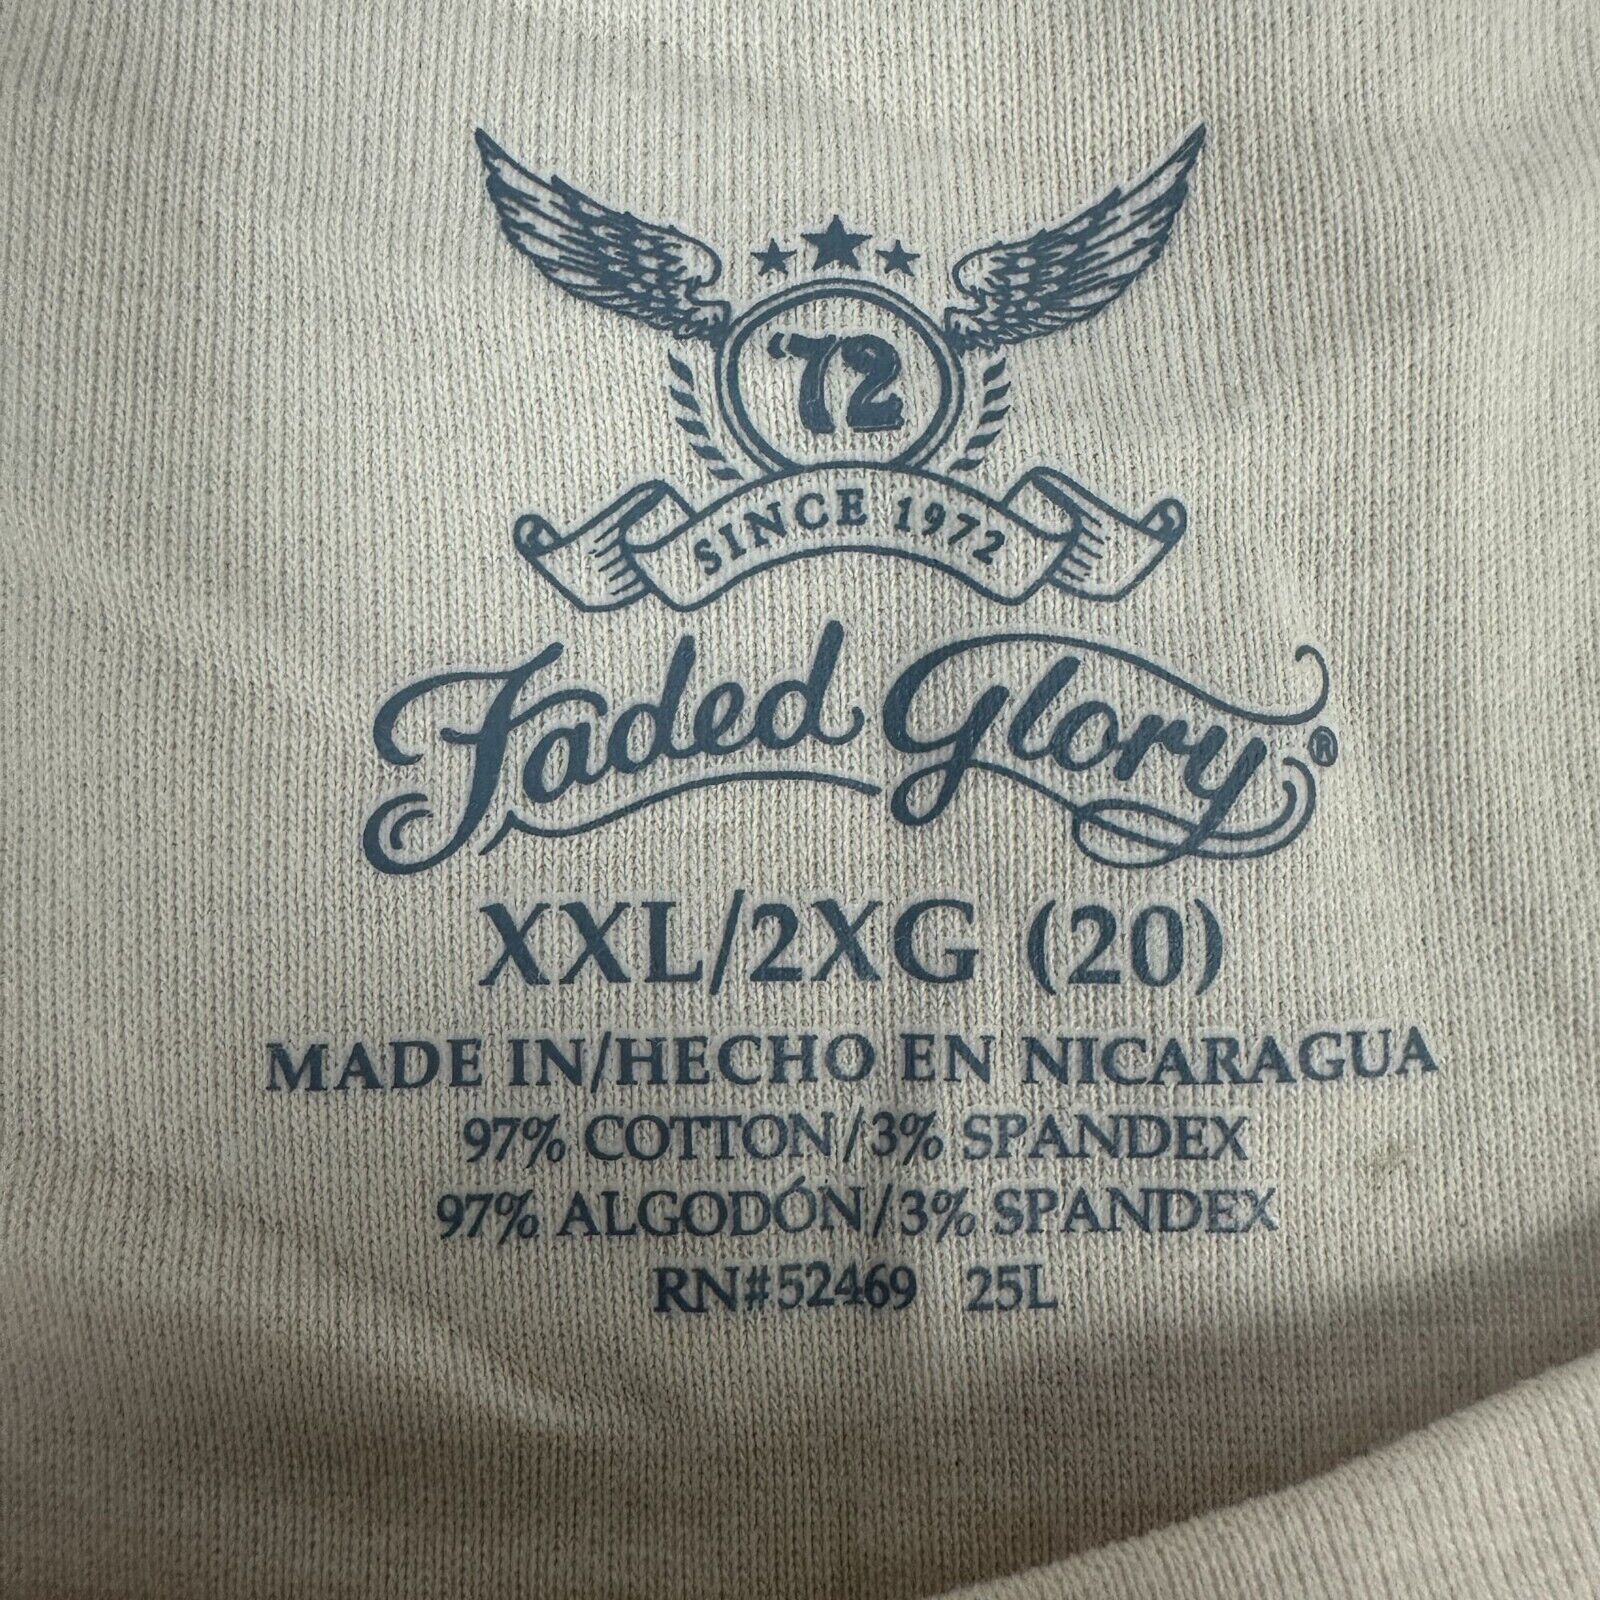 '72
SINCE 1972
Faded Glory®
XXL/2XG (20)
MADE IN/HECHO EN NICARAGUA
97% COTTON/3% SPANDEX
97% ALGODÓN/3% SPANDEX
RN#52469 25L